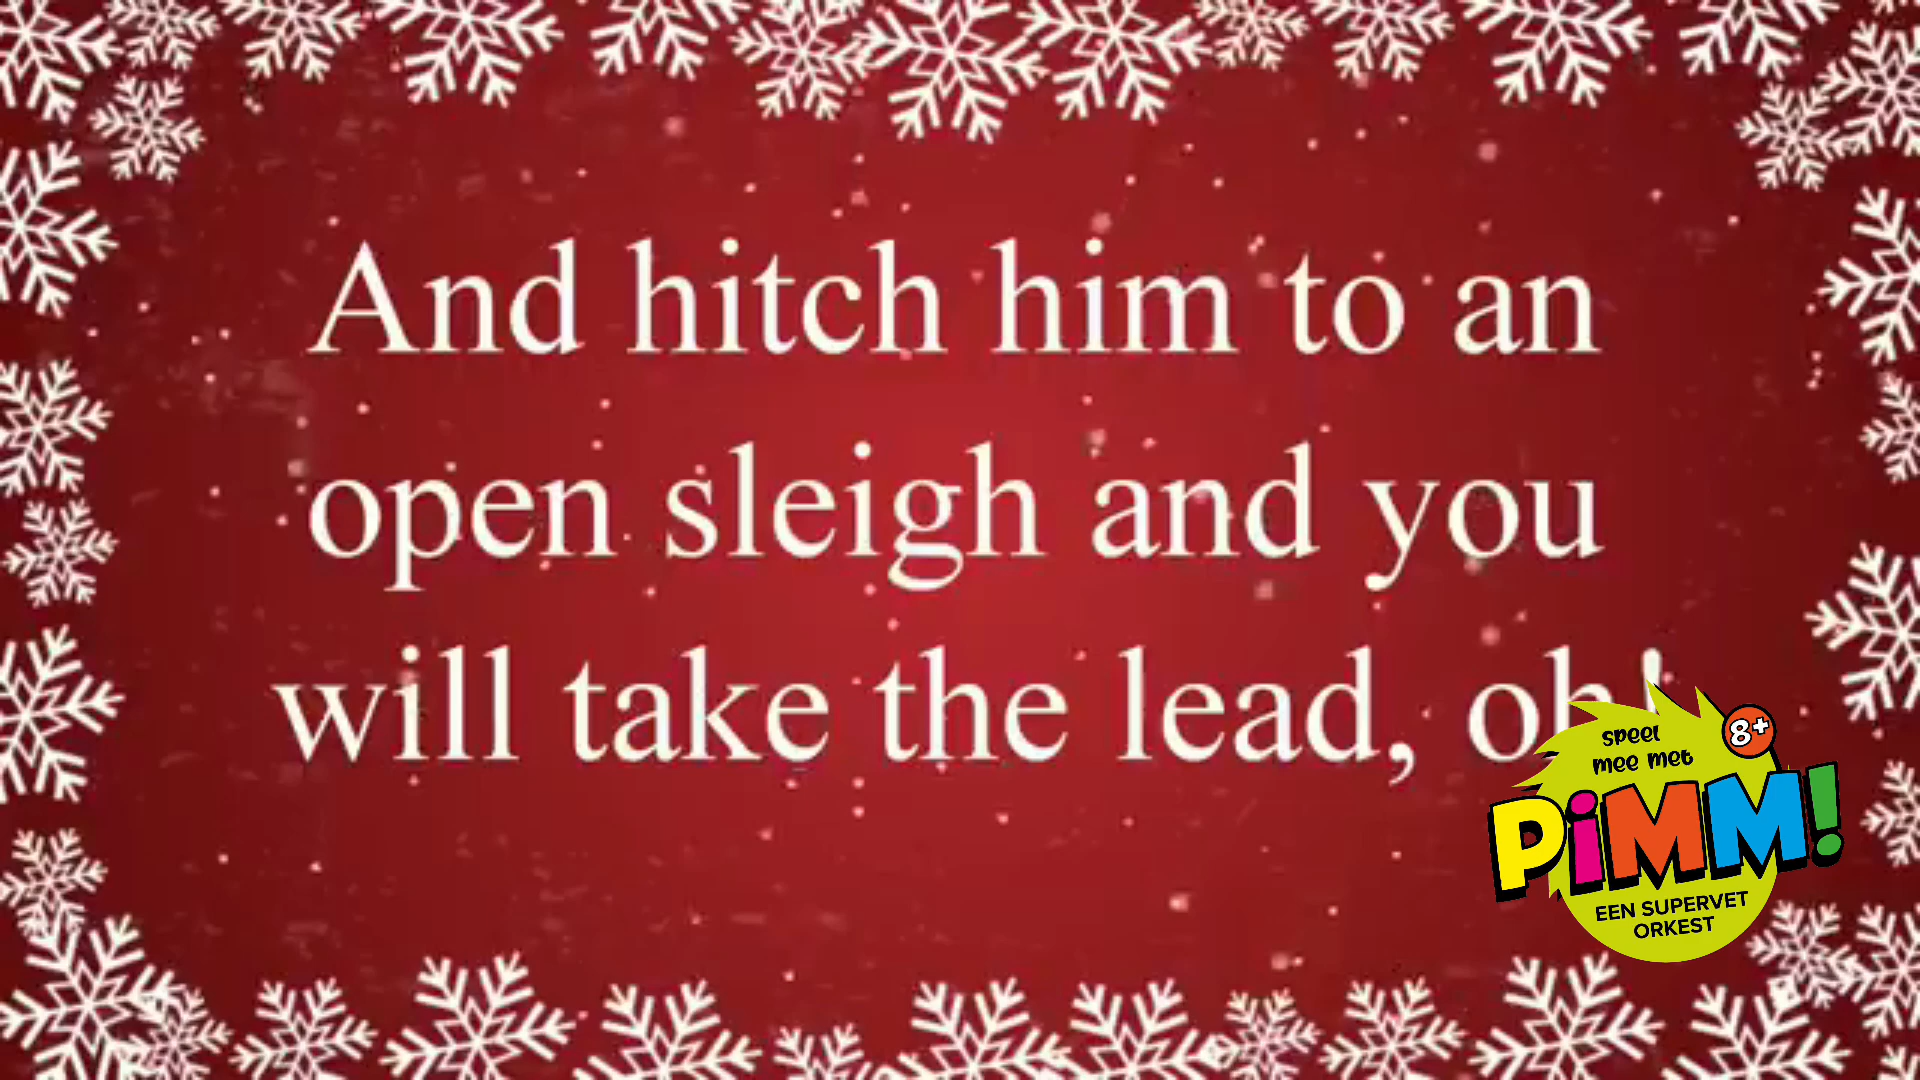 And hitch him to an
open sleigh and you
will take the lead, oh!
speel
mee met
8+
PiMM!
EEN SUPERVET
ORKEST